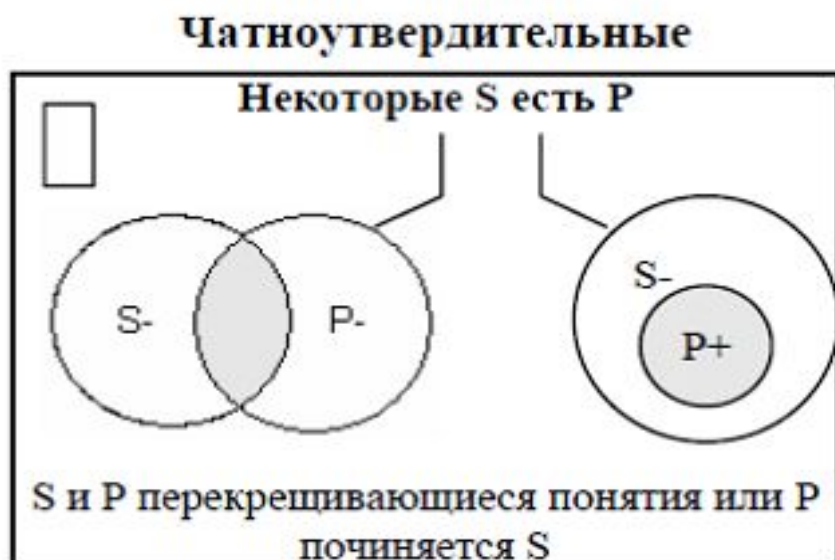 Чатноутвердительные
Некоторые S есть P
S-
P-
S-
P+
S и P перекрещивающиеся понятия или P
починяется S